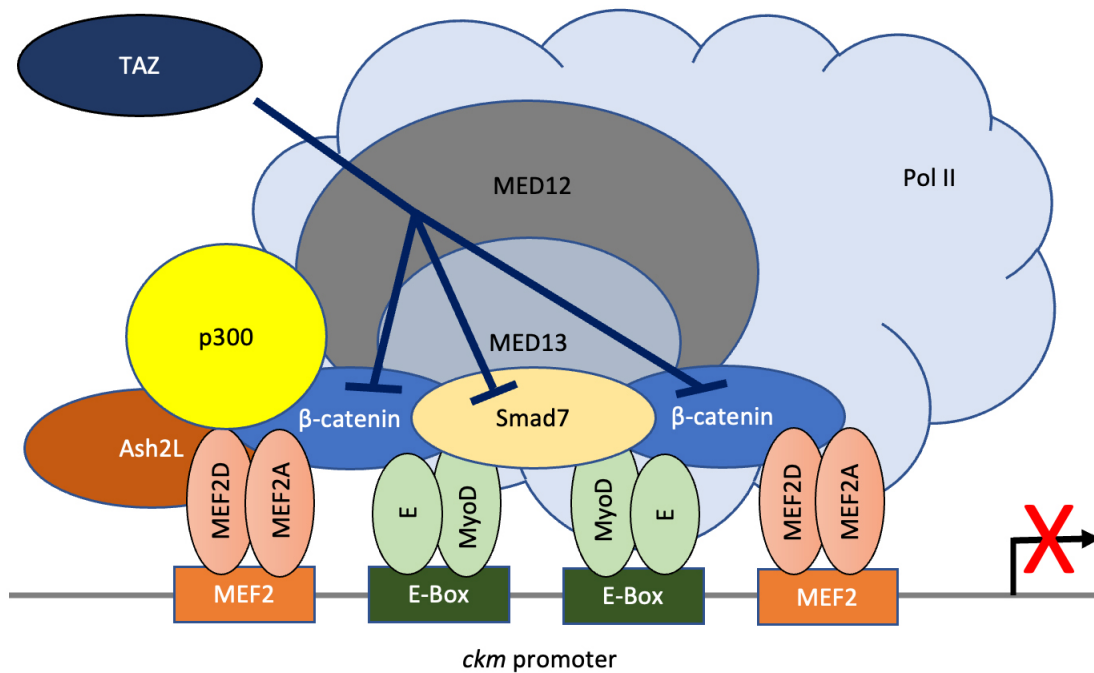 TAZ
MED12
Pol II
p300
MED13
β-catenin
Smad7
β-catenin
Ash2L
MEF2D
MEF2A
E
MyoD
MyoD
E
MEF2D
MEF2A
MEF2
E-Box
E-Box
MEF2
ckm promoter